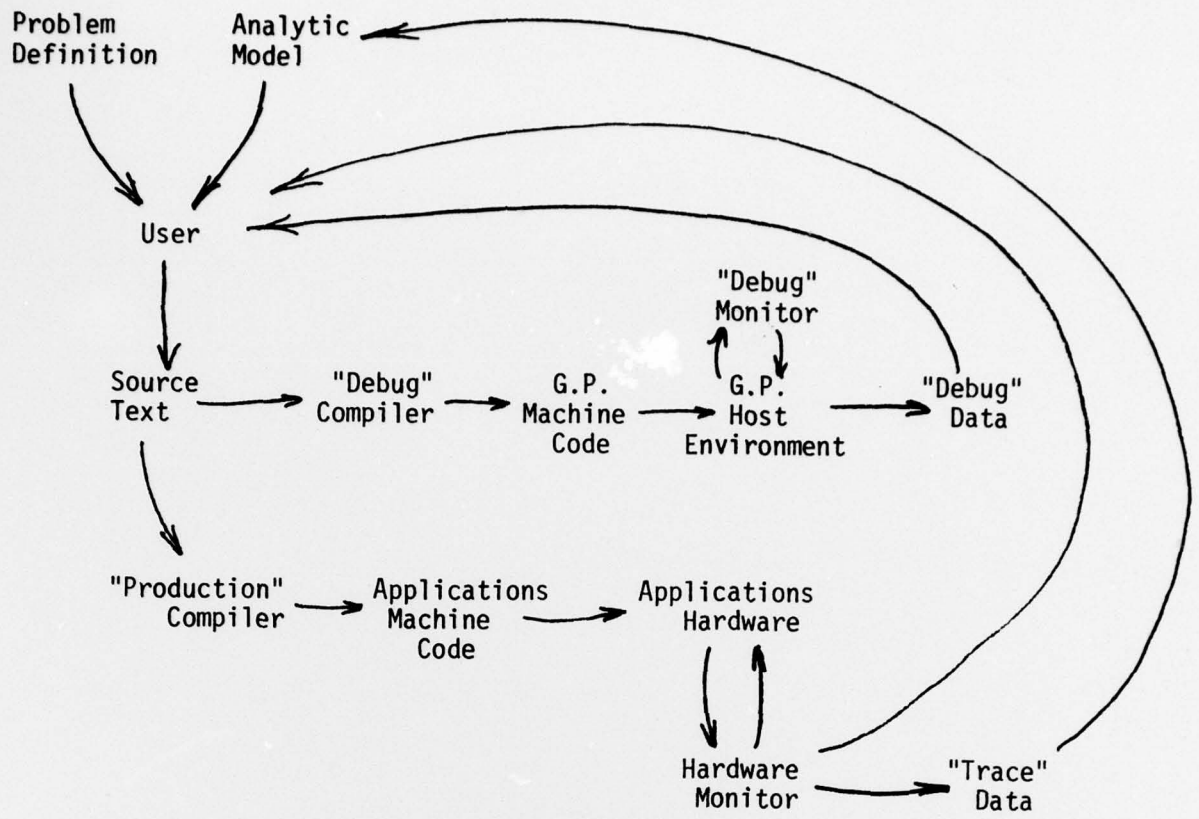 Problem
Definition
Analytic
Model
User
"Debug"
Monitor
Source
Text
"Debug"
Compiler
G.P.
Machine
Code
G.P.
Host
Environment
"Debug"
Data
"Production"
Compiler
Applications
Machine
Code
Applications
Hardware
Hardware
Monitor
"Trace"
Data